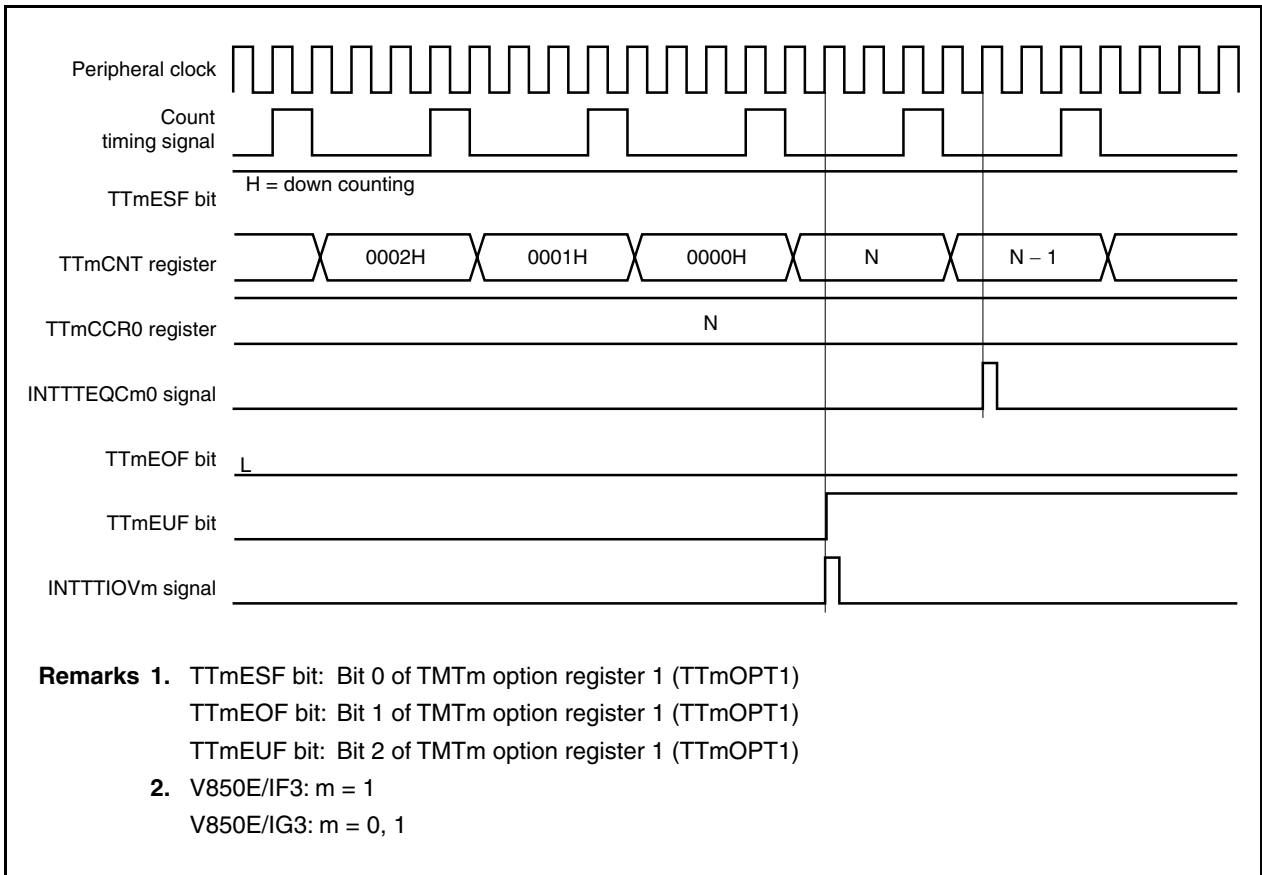 Peripheral clock
Count
timing signal
TTmESF bit
H = down counting
TTmCNT register
0002H
0001H
0000H
N
N – 1
TTmCCR0 register
N
INTTTEQCm0 signal
TTmEOF bit
L
TTmEUF bit
INTTTIOVm signal
Remarks 1. TTmESF bit: Bit 0 of TMTm option register 1 (TTmOPT1)
TTmEOF bit: Bit 1 of TMTm option register 1 (TTmOPT1)
TTmEUF bit: Bit 2 of TMTm option register 1 (TTmOPT1)
2. V850E/IF3: m = 1
V850E/IG3: m = 0, 1